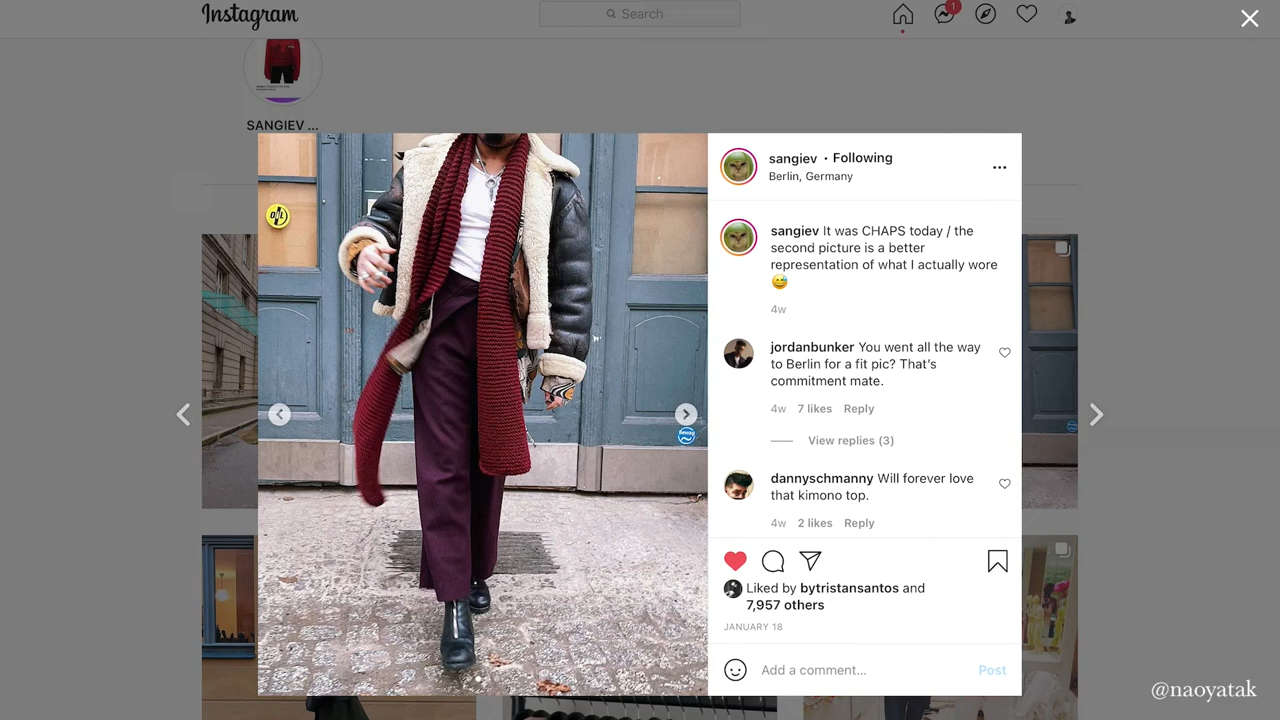 Instagram
Search
1
SANGIEV ...
sangiev • Following
Berlin, Germany
sangiev It was CHAPS today / the
second picture is a better
representation of what I actually wore
😅
4w
jordanbunker You went all the way
to Berlin for a fit pic? That's
commitment mate.
4w 7 likes Reply
View replies (3)
dannyschmanny Will forever love
that kimono top.
4w 2 likes Reply
Liked by bytristansantos and
7,957 others
JANUARY 18
Add a comment... Post
@naoyatak